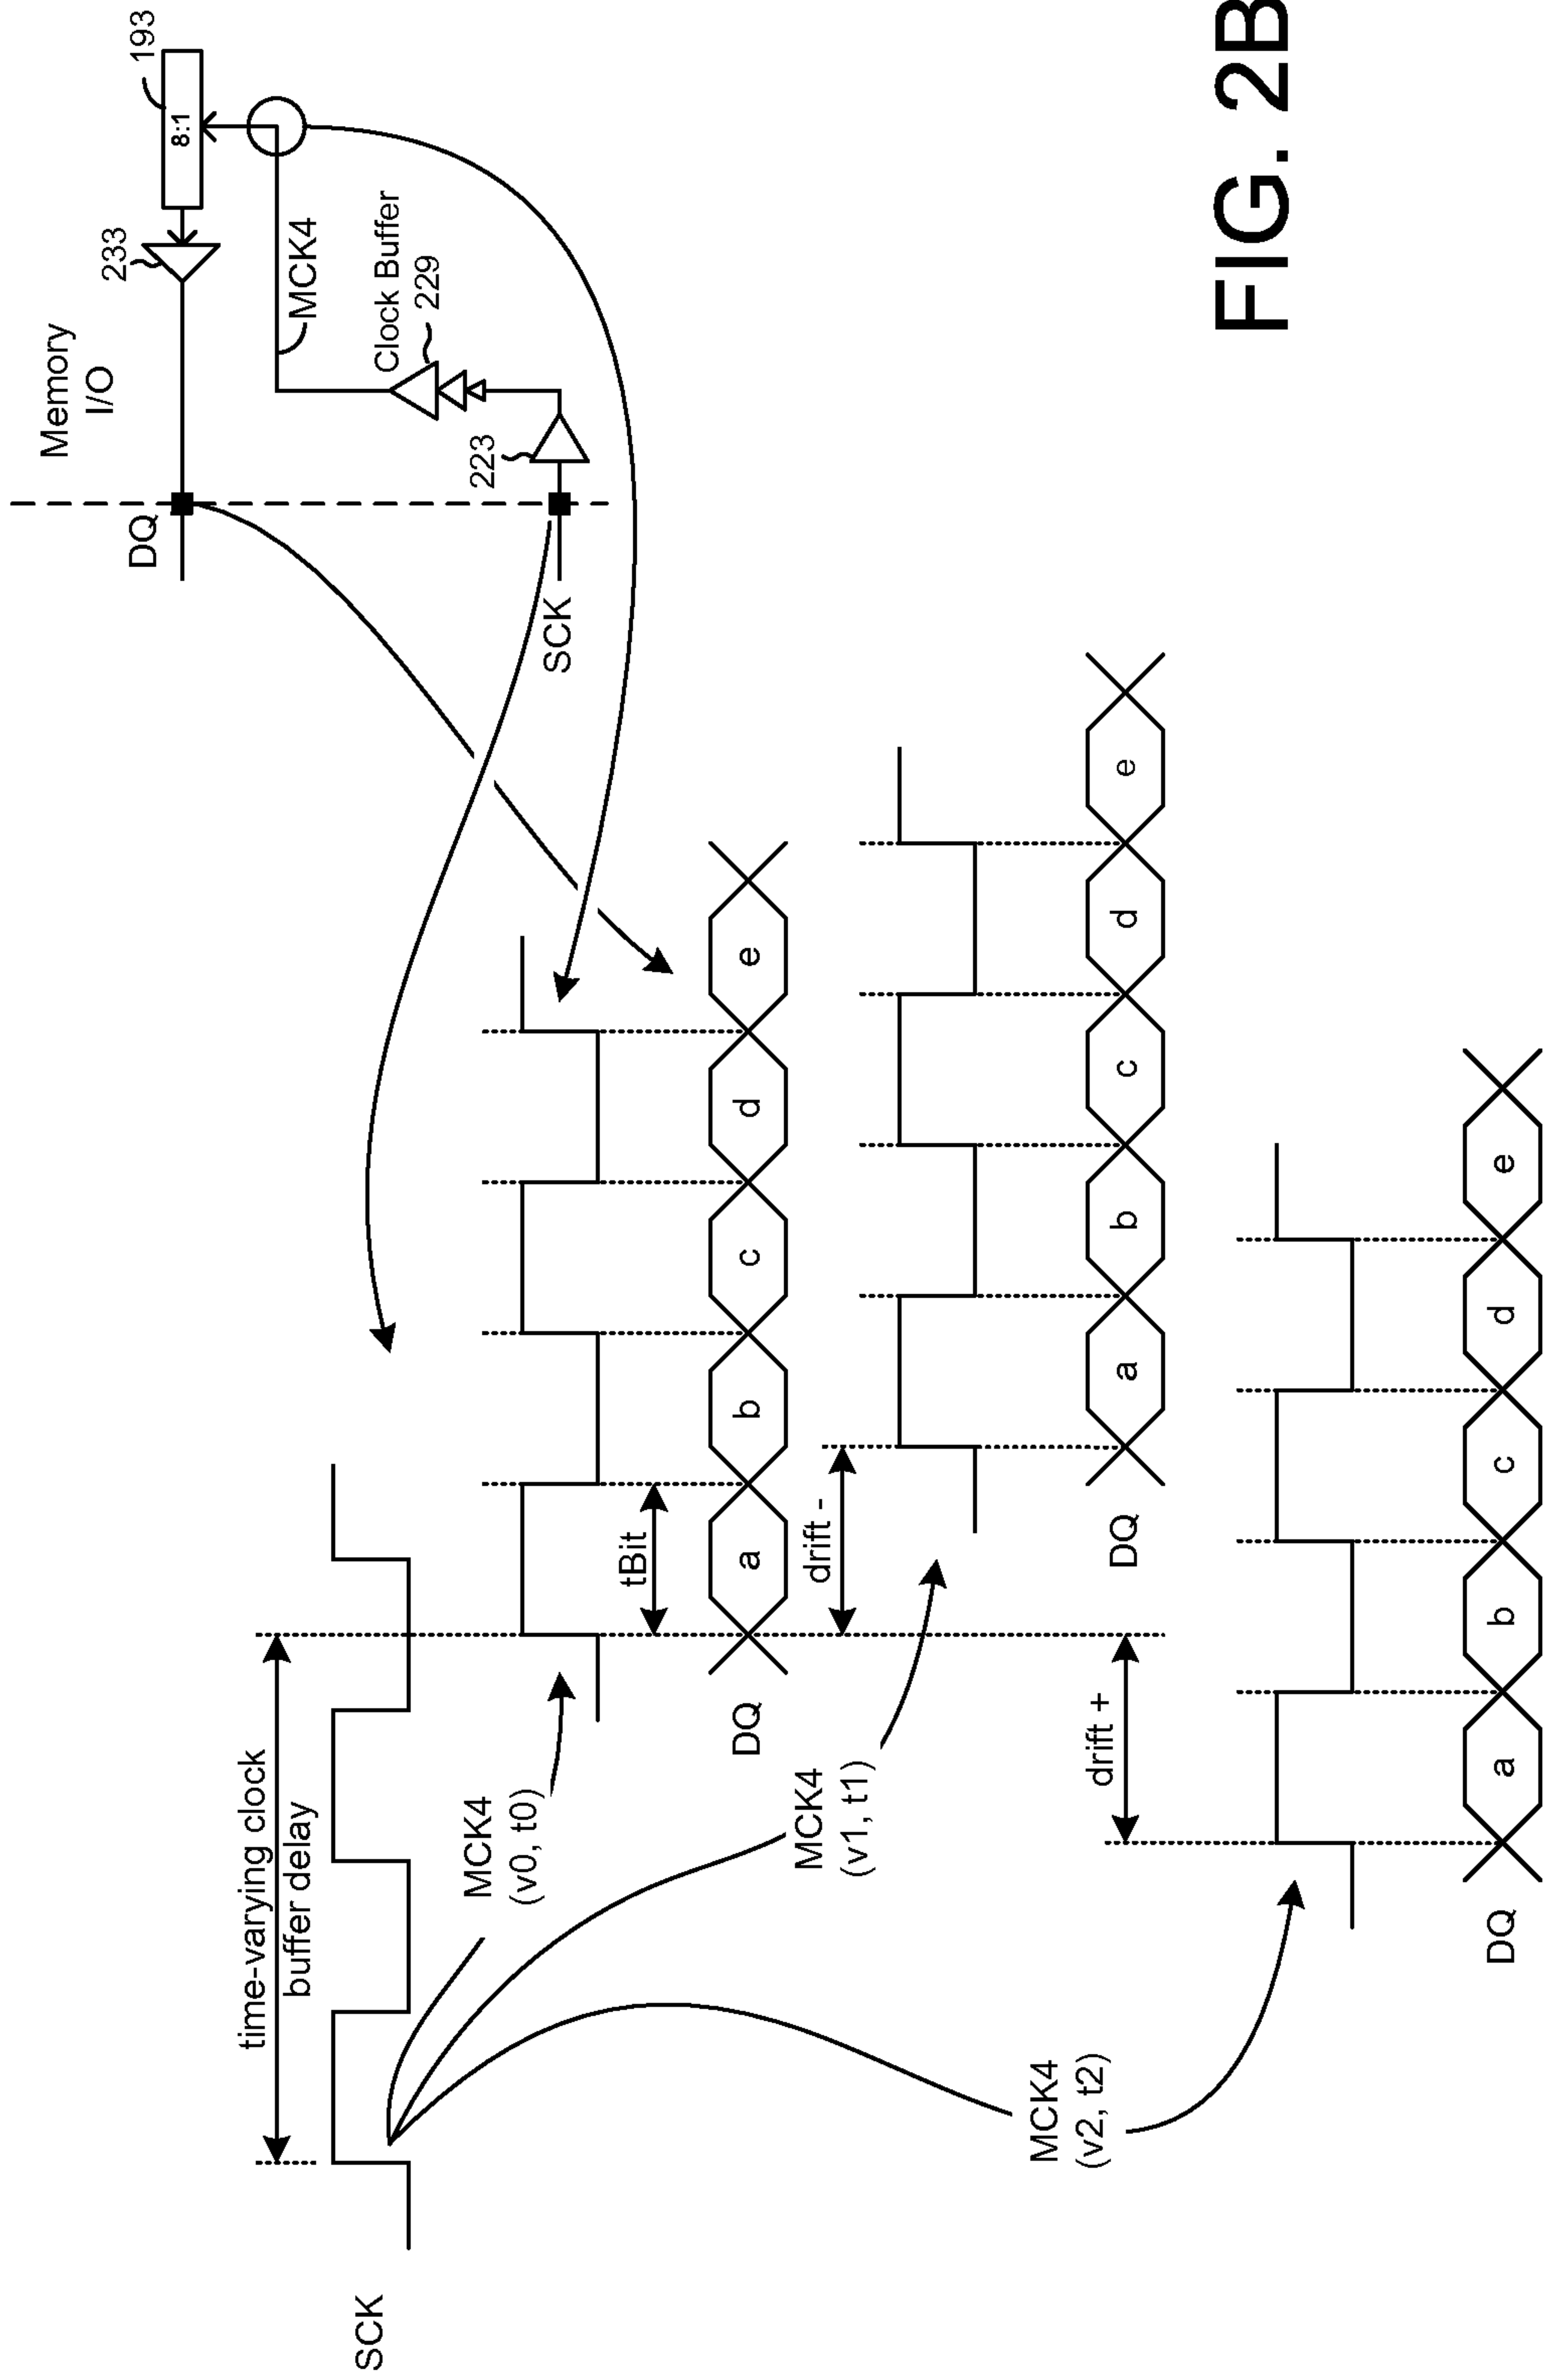 Memory
I/O
DQ
233
193
8:1
MCK4
Clock Buffer
229
223
SCK
time-varying clock
buffer delay
SCK
MCK4
(v0, t0)
tBit
DQ
a
b
c
d
e
drift -
MCK4
(v1, t1)
DQ
a
b
c
d
e
drift +
MCK4
(v2, t2)
DQ
a
b
c
d
e
FIG. 2B